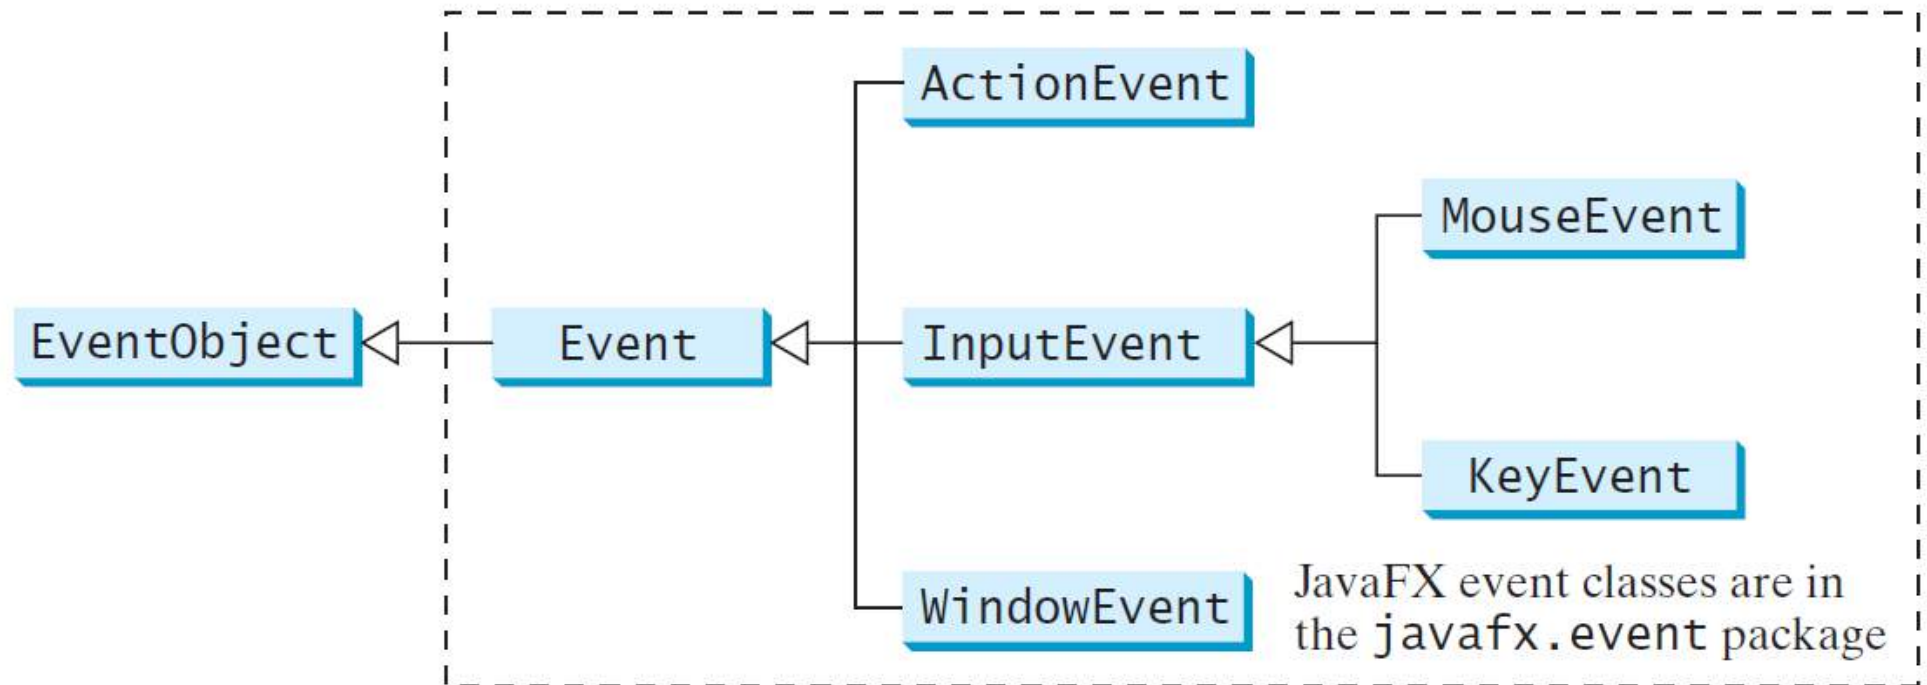 ActionEvent
MouseEvent
EventObject
Event
InputEvent
KeyEvent
WindowEvent
JavaFX event classes are in
the javafx.event package